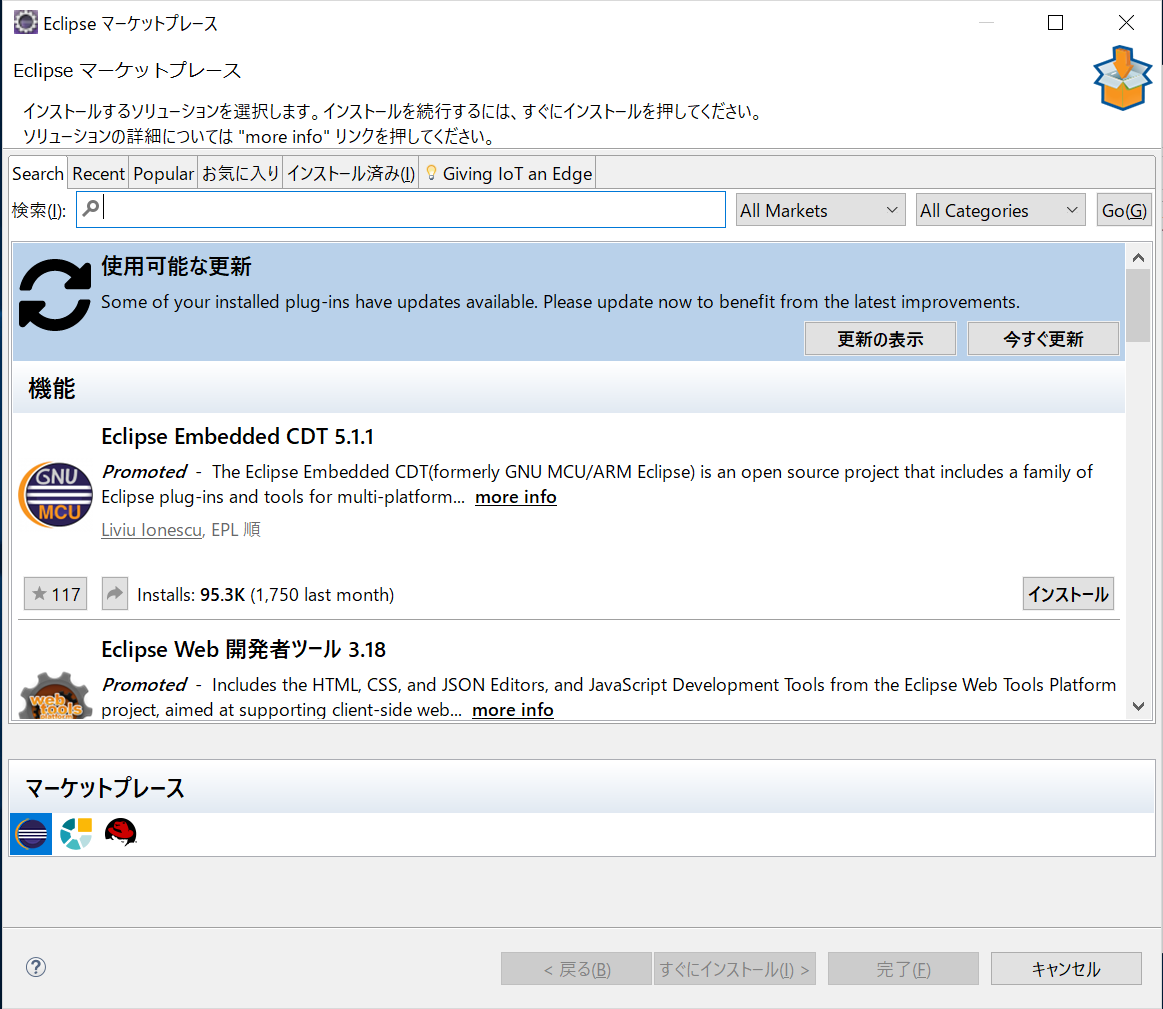 Eclipse マーケットプレース
Eclipse マーケットプレース
インストールするソリューションを選択します。インストールを続行するには、すぐにインストールを押してください。
ソリューションの詳細については "more info" リンクを押してください。
Search Recent Popular お気に入り インストール済み(I) Giving IoT an Edge
検索(I): All Markets All Categories Go(G)
使用可能な更新
Some of your installed plug-ins have updates available. Please update now to benefit from the latest improvements.
更新の表示 今すぐ更新
機能
Eclipse Embedded CDT 5.1.1
Promoted - The Eclipse Embedded CDT(formerly GNU MCU/ARM Eclipse) is an open source project that includes a family of
Eclipse plug-ins and tools for multi-platform... more info
GNU
MCU
Liviu Ionescu, EPL 順
117 Installs: 95.3K (1,750 last month) インストール
Eclipse Web 開発者ツール 3.18
Promoted - Includes the HTML, CSS, and JSON Editors, and JavaScript Development Tools from the Eclipse Web Tools Platform
project, aimed at supporting client-side web... more info
web
tools
マーケットプレース
< 戻る(B) すぐにインストール(I) > 完了(F) キャンセル